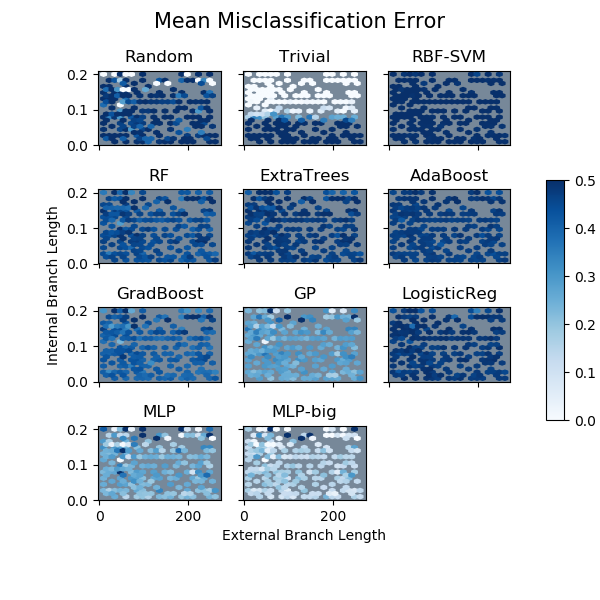 Mean Misclassification Error
Random Trivial RBF-SVM
0.2
0.1
0.0
RF ExtraTrees AdaBoost
0.2
0.1
0.0
GradBoost GP LogisticReg
0.2
0.1
0.0
MLP MLP-big
0.2
0.1
0.0
0 200 0 200
Internal Branch Length
External Branch Length
0.5
0.4
0.3
0.2
0.1
0.0